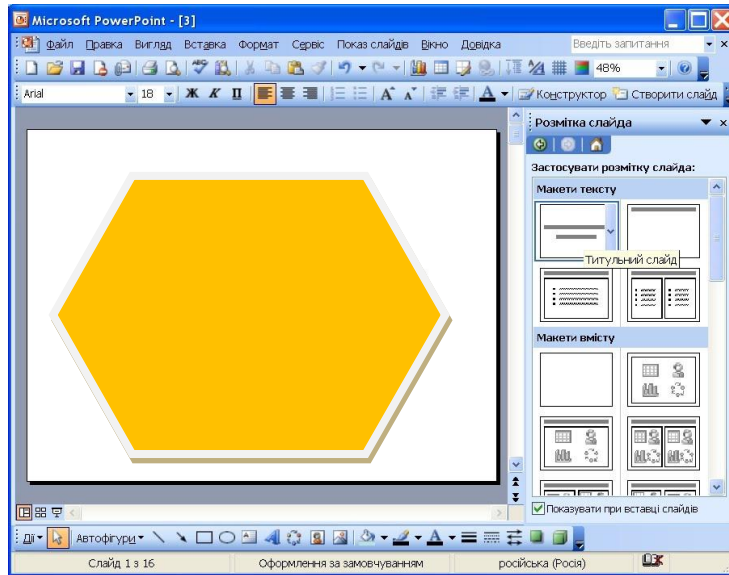 Microsoft PowerPoint - [3]
Файл Правка Вигляд Вставка Формат Сервіс Показ слайдів Вікно Довідка Введіть запитання
48%
Arial 18 Ж К П Конструктор Створити слайд
Розмітка слайда
Застосувати розмітку слайда:
Макети тексту
Титульний слайд
Макети вмісту
Показувати при вставці слайдів
Дії Автофігури
Слайд 1 з 16 Оформлення за замовчуванням російська (Росія)